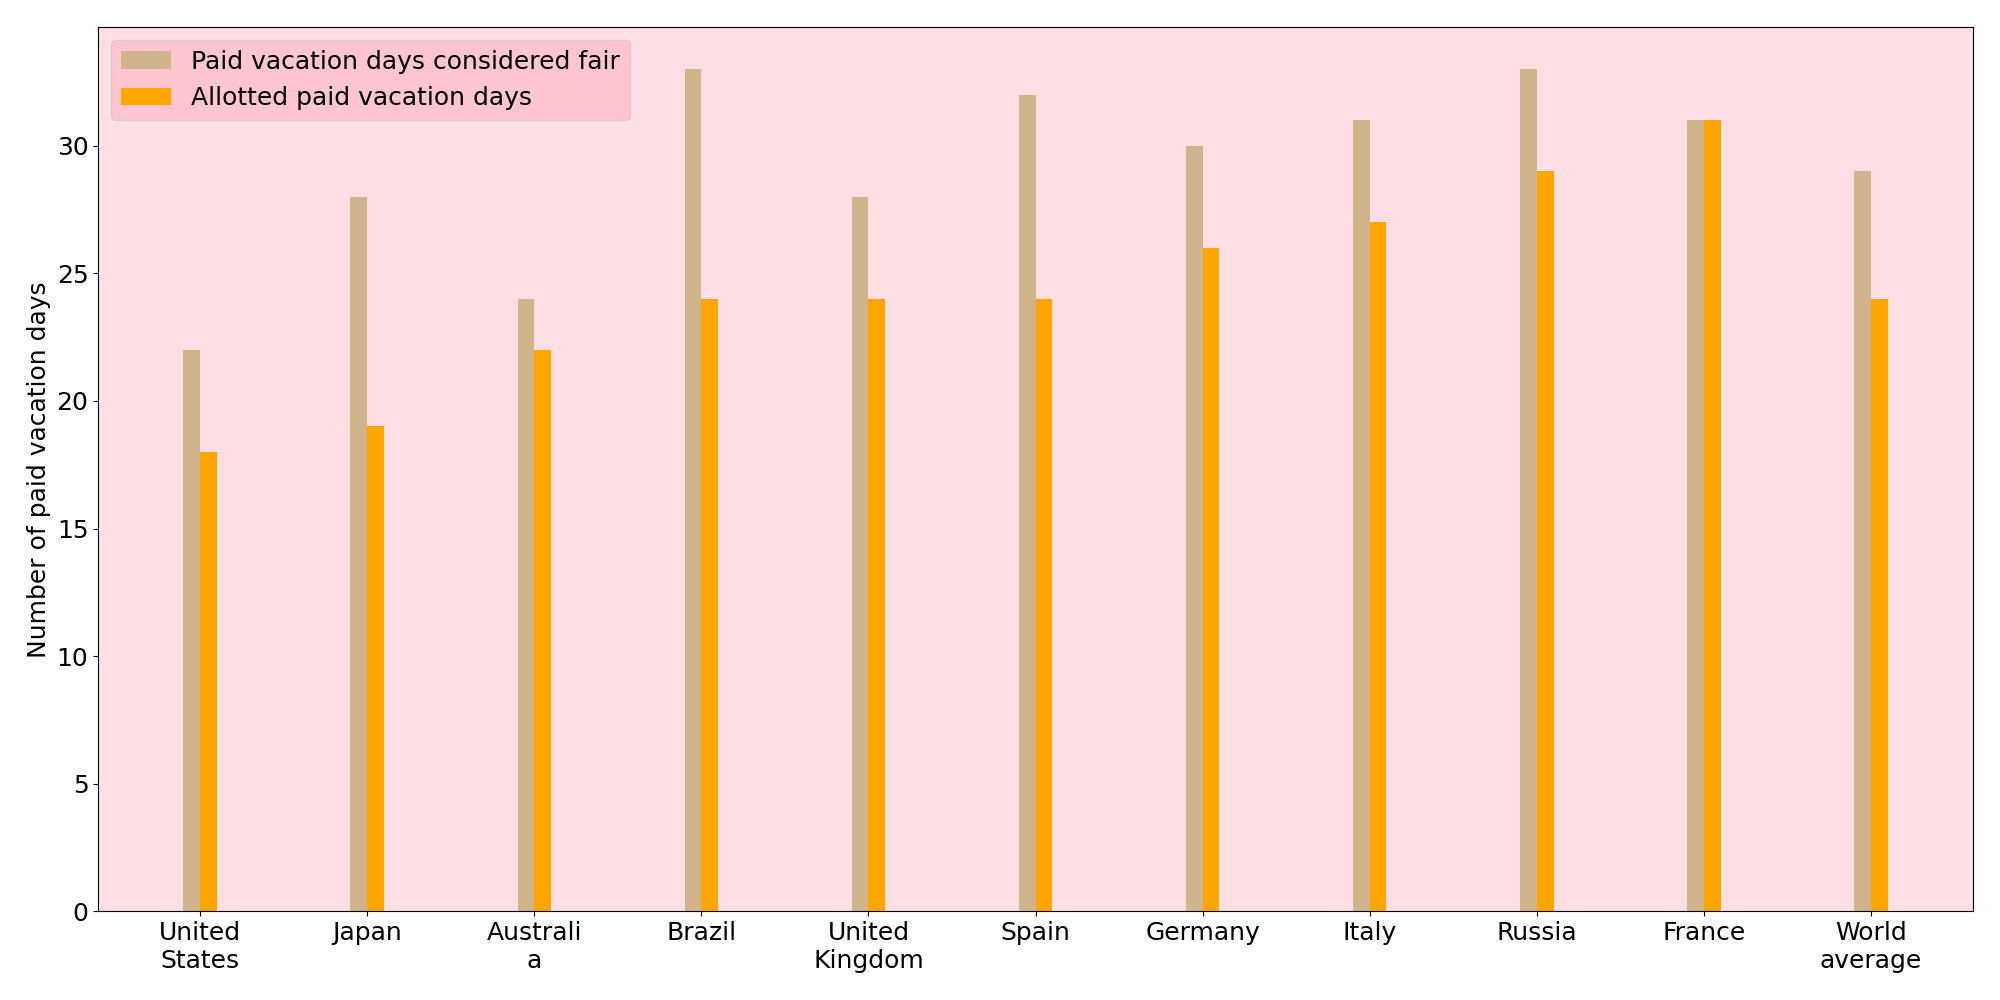 Paid vacation days considered fair
Allotted paid vacation days
Number of paid vacation days
30
25
20
15
10
5
0
United States
Japan
Australi
a
Brazil
United Kingdom
Spain
Germany
Italy
Russia
France
World average